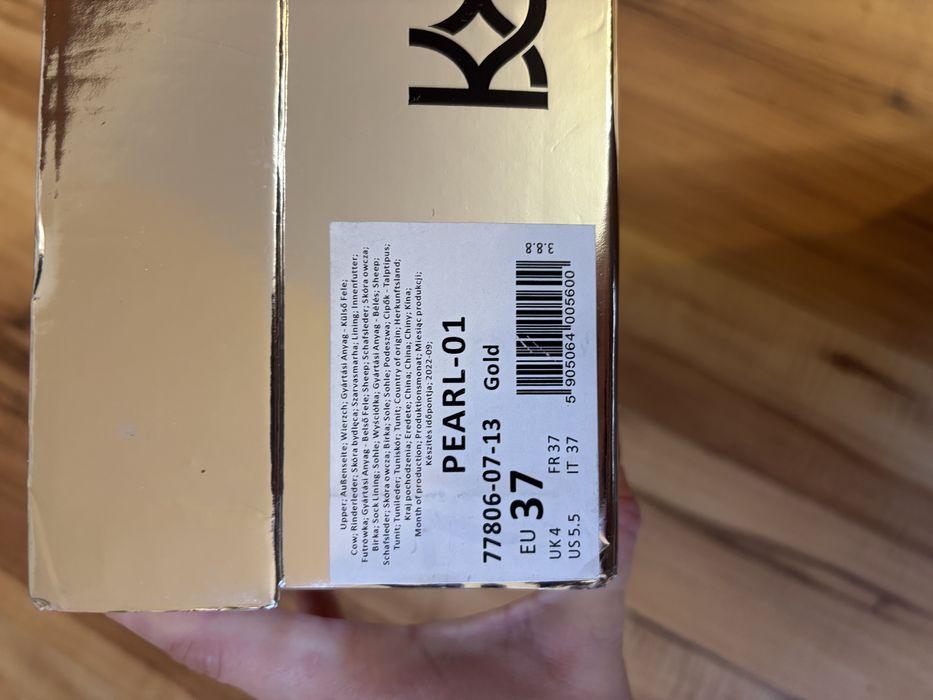 Upper; Außenseite; Wierzch; Gyártási Anyag - Külső Fele;
Cow; Rinderleder; Skóra bydlęca; Szarvasmarha; Lining; Innenfutter;
Futrówka; Gyártási Anyag - Belső Fele; Sheep; Schafsleder; Skóra owcza;
Birka; Sock Lining; Sohle; Wyściółka; Gyártási Anyag - Bélés; Sheep;
Schafsleder; Skóra owcza; Birka; Sole; Sohle; Podeszwa; Cipők - Talptípus;
Tunit; Tunileder; Tuniskór; Tunit; Country of origin; Herkunftsland;
Kraj pochodzenia; Eredete; China; China; Chiny; Kína;
Month of production; Produktionsmonat; Miesiąc produkcji;
Készítés időpontja; 2022-09;
PEARL-01
77806-07-13 Gold
EU 37
UK 4 FR 37
US 5.5 IT 37
5 905064 005600
3.8.8